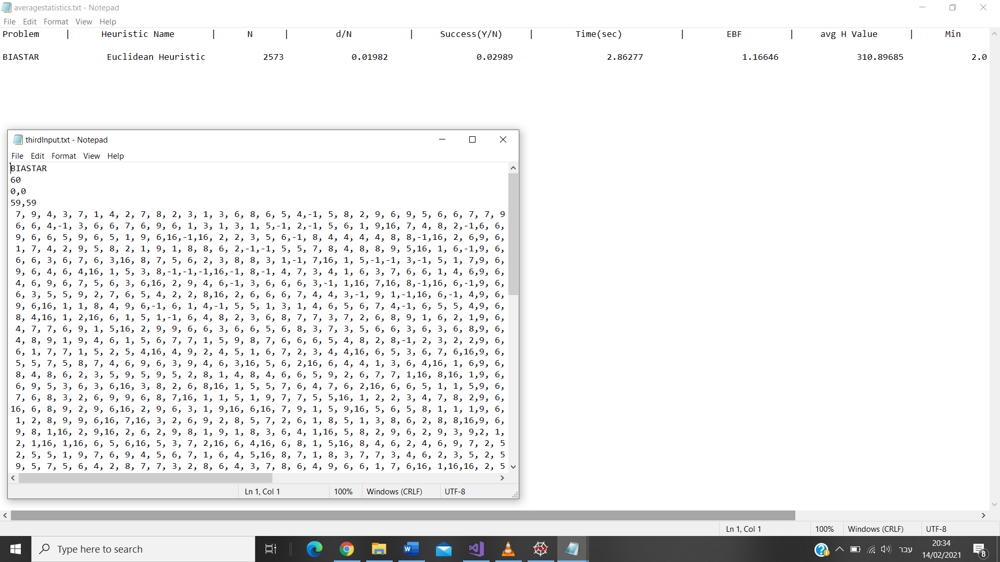 averagestatistics.txt - Notepad
File Edit Format View Help
Problem | Heuristic Name | N | d/N | Success(Y/N) | Time(sec) | EBF | avg H Value | Min
BIASTAR Euclidean Heuristic 2573 0.01982 0.02989 2.86277 1.16646 310.89685 2.0
thirdInput.txt - Notepad
File Edit Format View Help
BIASTAR
60
0,0
59,59
7, 9, 4, 3, 7, 1, 4, 2, 7, 8, 2, 3, 1, 3, 6, 8, 6, 5, 4,-1, 5, 8, 2, 9, 6, 9, 5, 6, 6, 7, 7, 9
6, 6, 4,-1, 3, 6, 6, 7, 6, 9, 6, 1, 3, 1, 3, 1, 5,-1, 2,-1, 5, 6, 1, 9,16, 7, 4, 8, 2,-1,6, 6,
9, 6, 6, 5, 9, 6, 5, 1, 9, 6,16,-1,16, 2, 2, 3, 5, 6,-1, 8, 4, 4, 4, 4, 8, 8,-1,16, 2, 6,9, 6,
1, 7, 4, 2, 9, 5, 8, 2, 1, 9, 1, 8, 8, 6, 2,-1,-1, 5, 5, 7, 8, 4, 8, 8, 9, 5,16, 1, 6,-1,9, 6,
6, 6, 3, 6, 7, 6, 3,16, 8, 7, 5, 6, 2, 3, 8, 8, 3, 1,-1, 7,16, 1, 5,-1,-1, 3,-1, 5, 1, 7,9, 6,
9, 6, 4, 6, 4,16, 1, 5, 3, 8,-1,-1,-1,16,-1, 8,-1, 4, 7, 3, 4, 1, 6, 3, 7, 6, 6, 1, 4, 6,9, 6,
4, 6, 9, 6, 7, 5, 6, 3, 6,16, 2, 9, 4, 6,-1, 3, 6, 6, 6, 3,-1, 1,16, 7,16, 8,-1,16, 6,-1,9, 6,
6, 3, 5, 5, 9, 2, 7, 6, 5, 4, 2, 2, 8,16, 2, 6, 6, 6, 7, 4, 4, 3,-1, 9, 1,-1,16, 6,-1, 4,9, 6,
9, 6,16, 1, 1, 8, 4, 9, 6,-1, 6, 1, 4,-1, 5, 5, 1, 3, 1, 4, 6, 5, 6, 7, 4,-1, 6, 5, 5, 4,9, 6,
8, 4,16, 1, 2,16, 6, 1, 5, 1,-1, 6, 4, 8, 2, 3, 6, 8, 7, 7, 3, 7, 2, 6, 8, 9, 1, 6, 2, 1,9, 6,
4, 7, 7, 6, 9, 1, 5,16, 2, 9, 9, 6, 6, 3, 6, 6, 5, 6, 8, 3, 7, 3, 5, 6, 6, 3, 6, 3, 6, 8,9, 6,
4, 8, 9, 1, 9, 4, 6, 1, 5, 6, 7, 7, 1, 5, 9, 8, 7, 6, 6, 6, 5, 4, 8, 2, 8,-1, 2, 3, 2, 2,9, 6,
6, 1, 7, 7, 1, 5, 2, 5, 4,16, 4, 9, 2, 4, 5, 1, 6, 7, 2, 3, 4, 4,16, 6, 5, 3, 6, 7, 6,16,9, 6,
5, 5, 7, 5, 8, 7, 4, 6, 9, 6, 3, 9, 4, 6, 3,16, 5, 6, 2,16, 6, 4, 4, 1, 3, 6, 4,16, 1, 6,9, 6,
8, 4, 8, 6, 2, 3, 5, 9, 5, 9, 5, 2, 8, 1, 4, 8, 4, 6, 6, 5, 9, 2, 6, 7, 7, 1,16, 8,16, 1,9, 6,
6, 9, 5, 3, 6, 3, 6,16, 3, 8, 2, 6, 8,16, 1, 5, 5, 7, 6, 4, 7, 6, 2,16, 6, 6, 5, 1, 1, 5,9, 6,
7, 6, 8, 3, 2, 6, 9, 9, 6, 8, 7,16, 1, 1, 5, 1, 9, 7, 7, 5, 5,16, 1, 2, 2, 3, 4, 7, 8, 2,9, 6,
16, 6, 8, 9, 2, 9, 6,16, 2, 9, 6, 3, 1, 9,16, 6,16, 7, 9, 1, 5, 9,16, 5, 6, 5, 8, 1, 1, 1,9, 6,
1, 2, 8, 9, 9, 6,16, 7,16, 3, 2, 6, 9, 2, 8, 5, 7, 2, 6, 1, 8, 5, 1, 3, 8, 6, 2, 8, 8,16,9, 6,
9, 8, 1,16, 2, 9,16, 2, 6, 2, 9, 8, 1, 9, 1, 8, 3, 6, 4, 1,16, 5, 8, 2, 9, 6, 2, 9, 3, 9,2, 1,
2, 1,16, 1,16, 6, 5, 6,16, 5, 3, 7, 2,16, 6, 4,16, 6, 8, 1, 5,16, 8, 4, 6, 2, 4, 6, 9, 7, 2, 5
2, 5, 5, 1, 9, 7, 6, 9, 4, 5, 6, 7, 1, 6, 4, 5,16, 8, 7, 1, 8, 3, 7, 7, 3, 4, 6, 2, 3, 5, 2, 5
9, 5, 7, 5, 6, 4, 2, 8, 7, 7, 3, 2, 8, 6, 4, 3, 7, 8, 6, 4, 9, 6, 6, 1, 7, 6,16, 1,16,16, 2, 5
Ln 1, Col 1 100% Windows (CRLF) UTF-8
Ln 1, Col 1 100% Windows (CRLF) UTF-8
Type here to search
עבר
20:34
14/02/2021
8